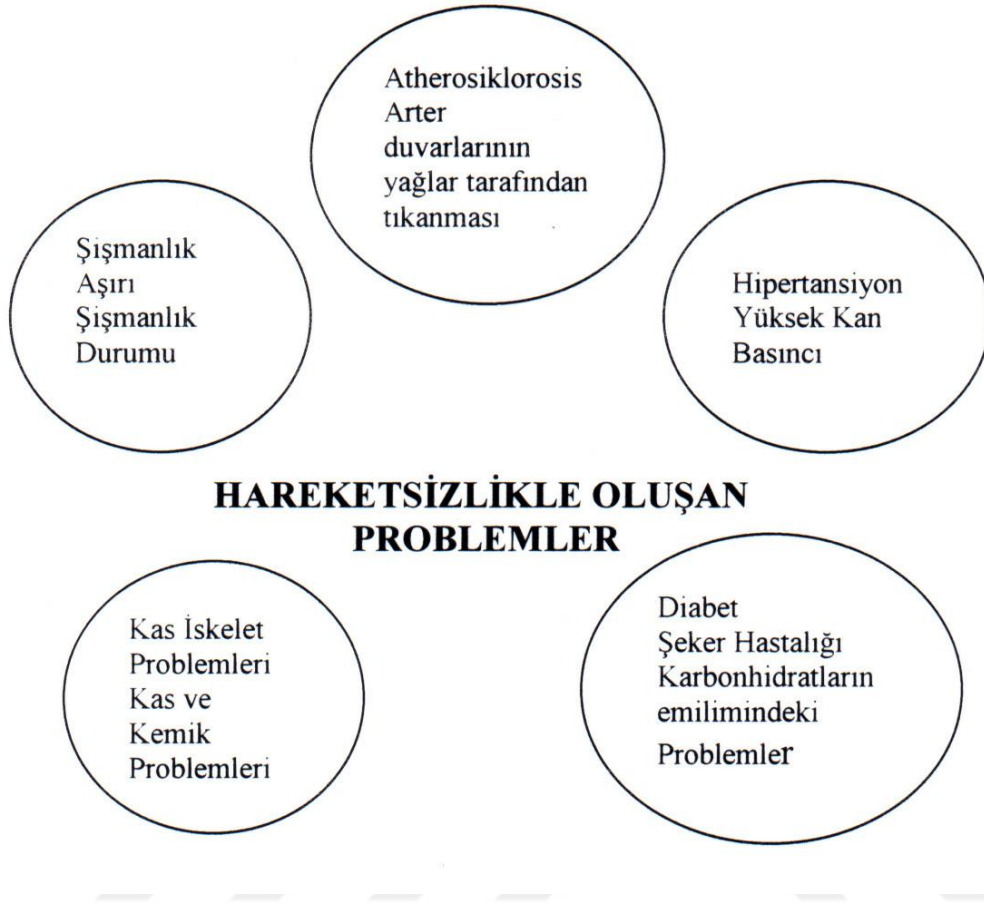 Atherosiklorosis
Arter
duvarlarının
yağlar tarafından
tıkanması
Şişmanlık
Aşırı
Şişmanlık
Durumu
Hipertansiyon
Yüksek Kan
Basıncı
HAREKETSİZLİKLE OLUŞAN
PROBLEMLER
Kas İskelet
Problemleri
Kas ve
Kemik
Problemleri
Diabet
Şeker Hastalığı
Karbonhidratların
emilimindeki
Problemler